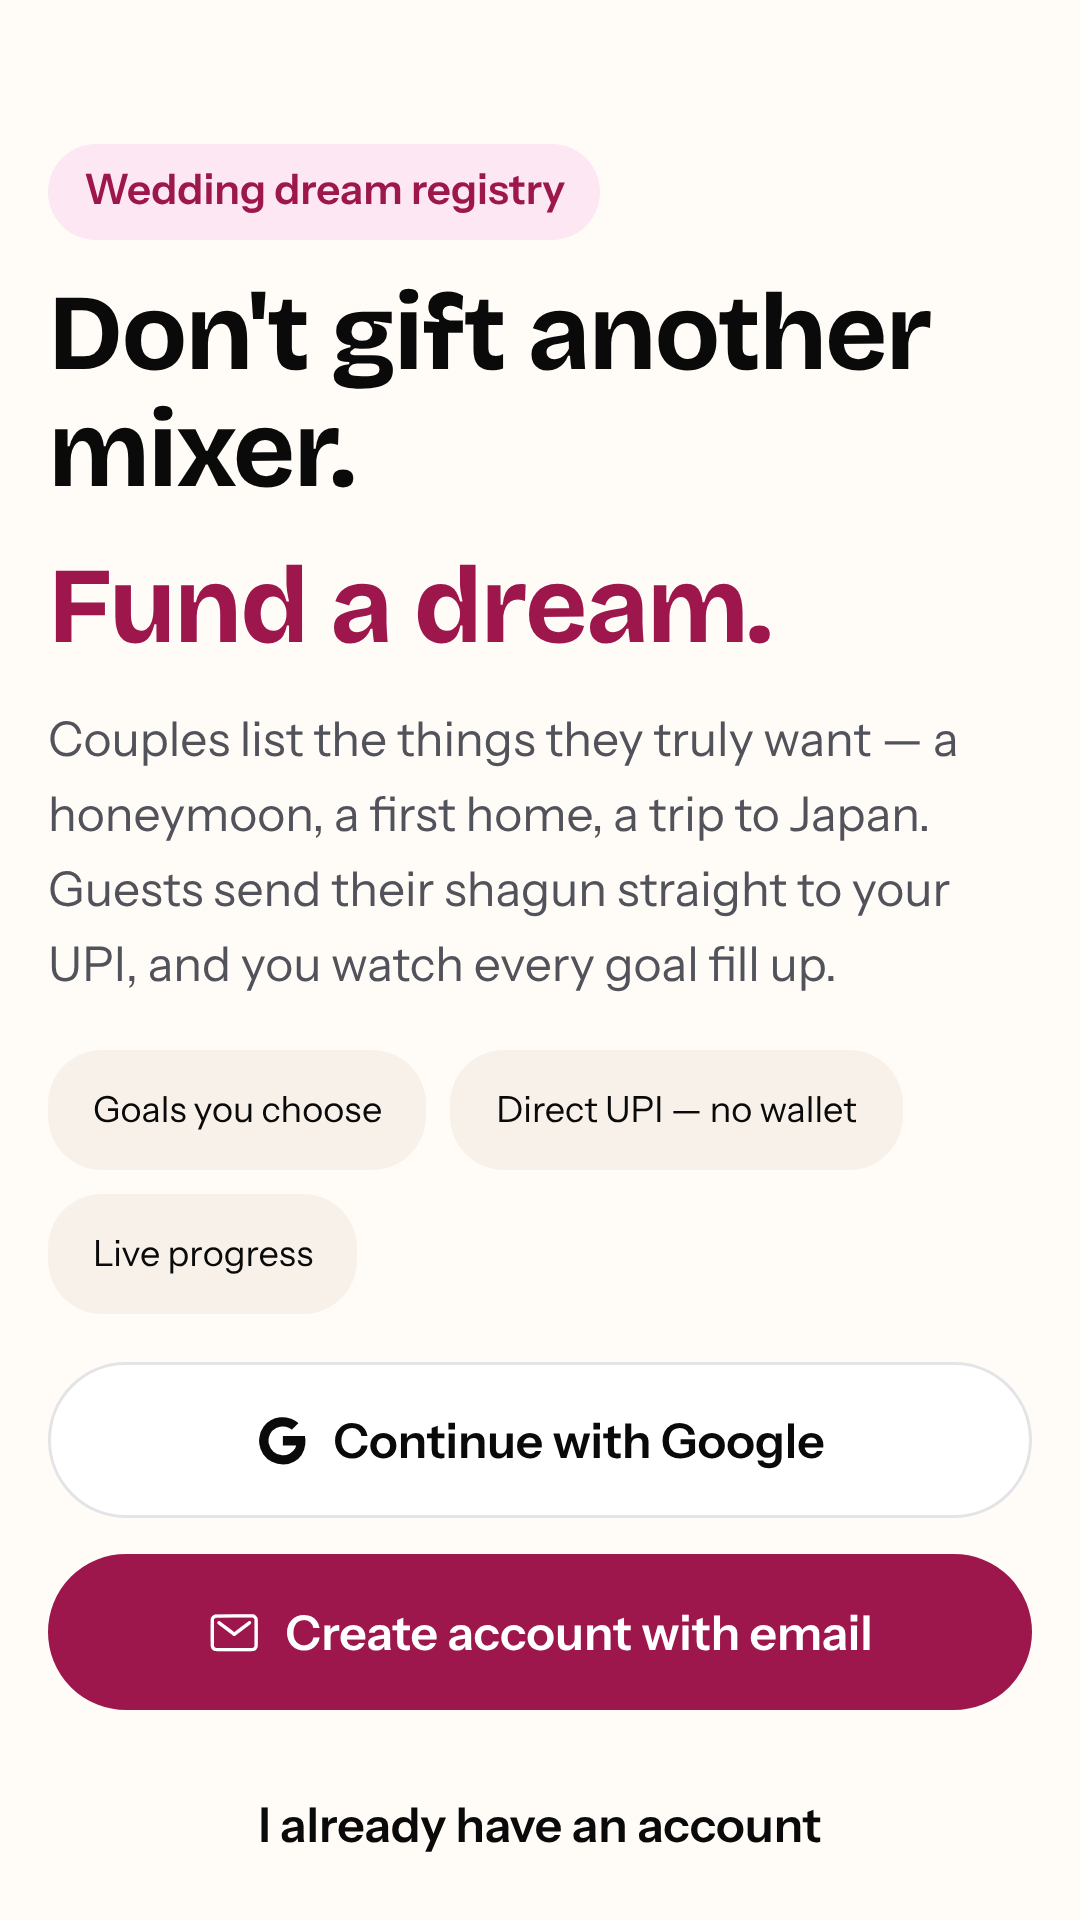 Wedding dream registry
Don't gift another
mixer.
Fund a dream.
Couples list the things they truly want — a
honeymoon, a first home, a trip to Japan.
Guests send their shagun straight to your
UPI, and you watch every goal fill up.
Goals you choose
Direct UPI — no wallet
Live progress
Continue with Google
Create account with email
I already have an account